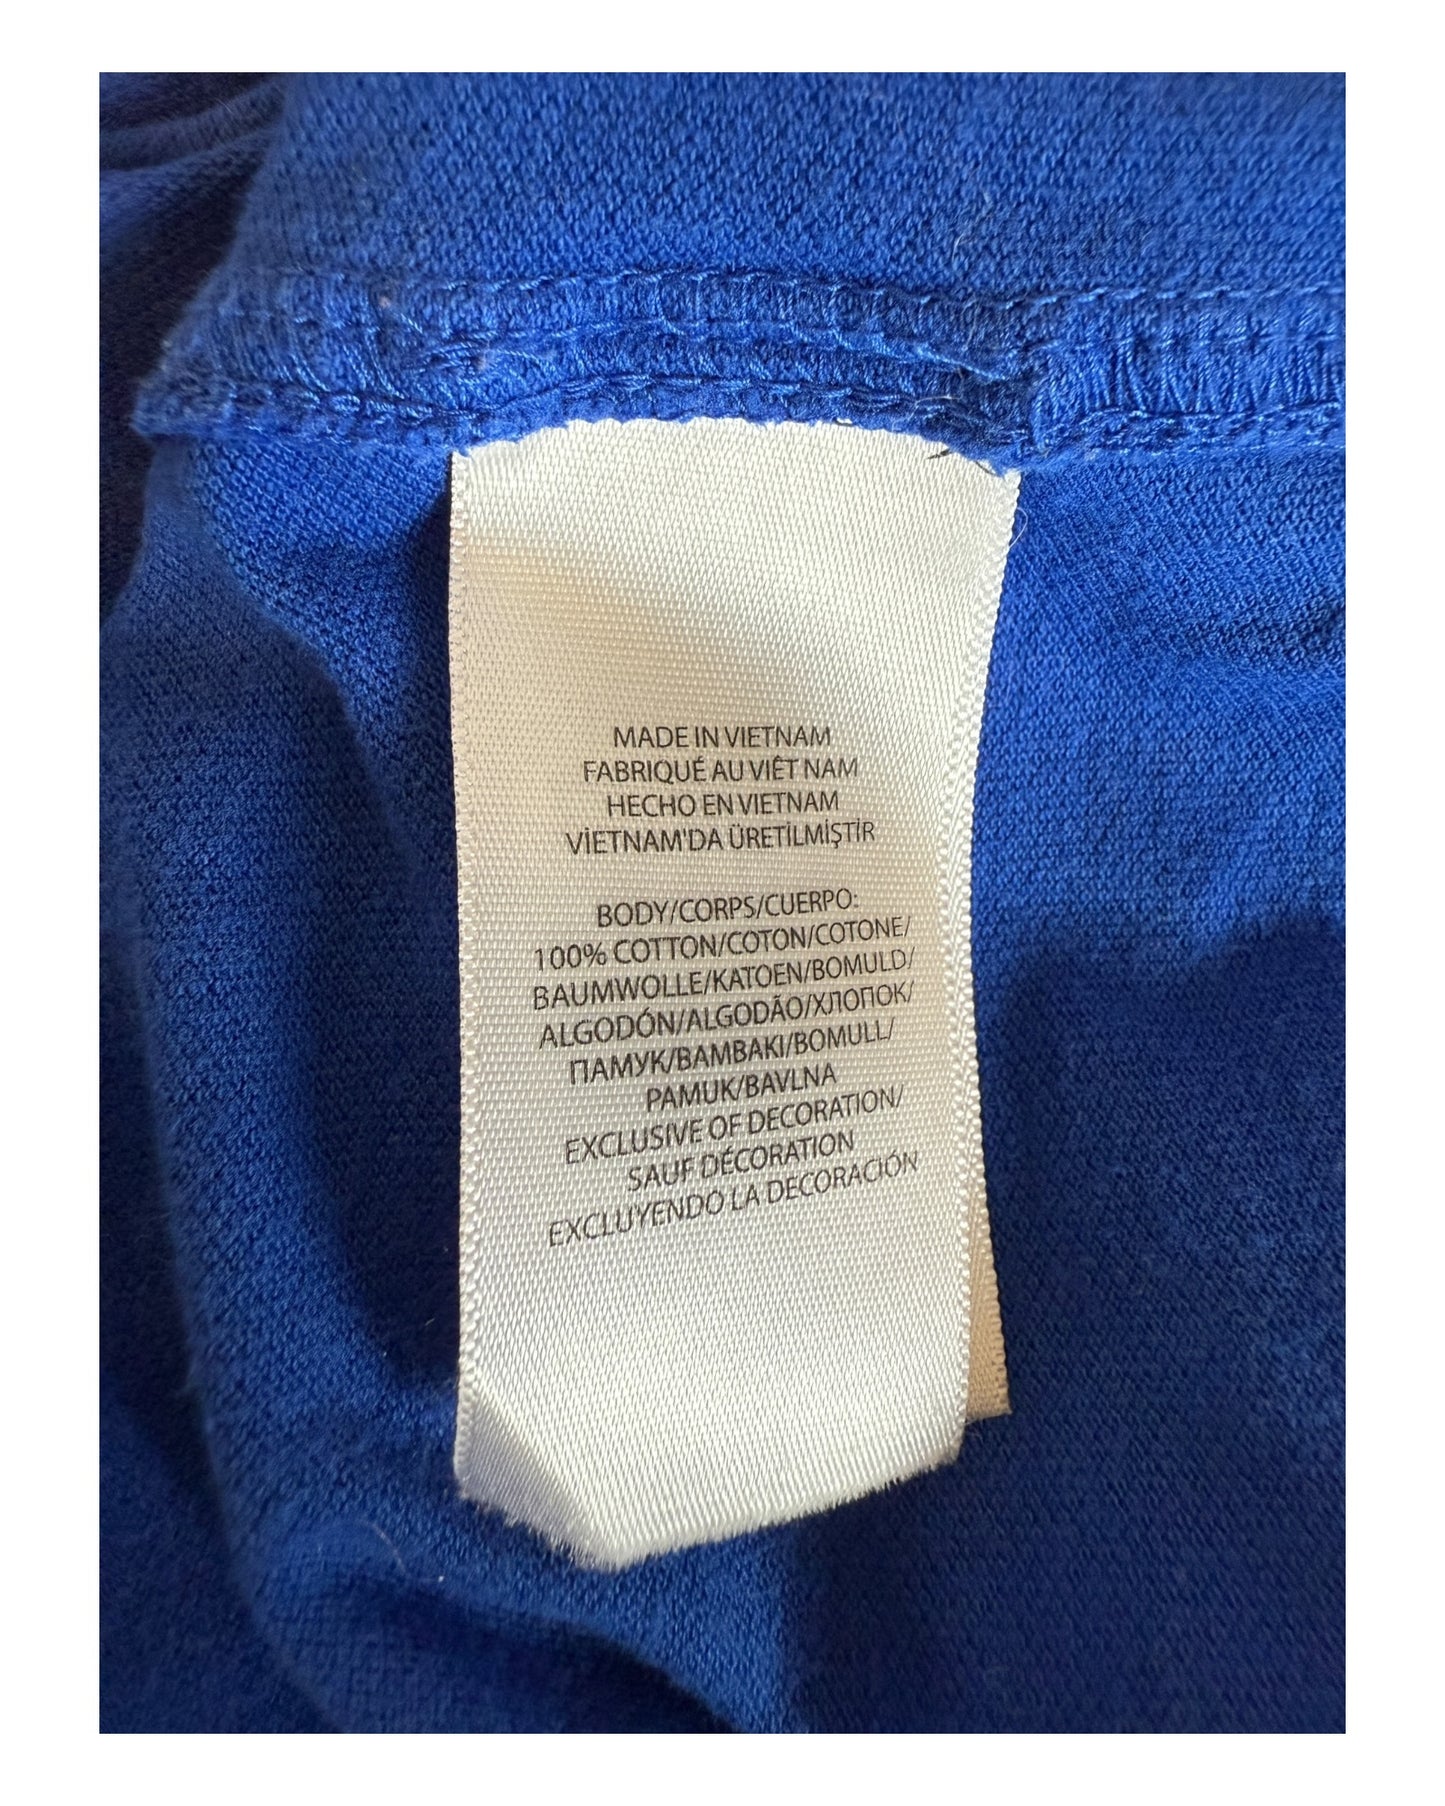 MADE IN VIETNAM
FABRIQUÉ AU VIÊT NAM
HECHO EN VIETNAM
VİETNAM'DA ÜRETİLMİŞTİR
BODY/CORPS/CUERPO:
100% COTTON/COTON/COTONE/
BAUMWOLLE/KATOEN/BOMULD/
ALGODÓN/ALGODÃO/ХЛОПОК/
ПАМУК/BAMBAKI/BOMULL/
PAMUK/BAVLNA
EXCLUSIVE OF DECORATION/
SAUF DÉCORATION
EXCLUYENDO LA DECORACIÓN